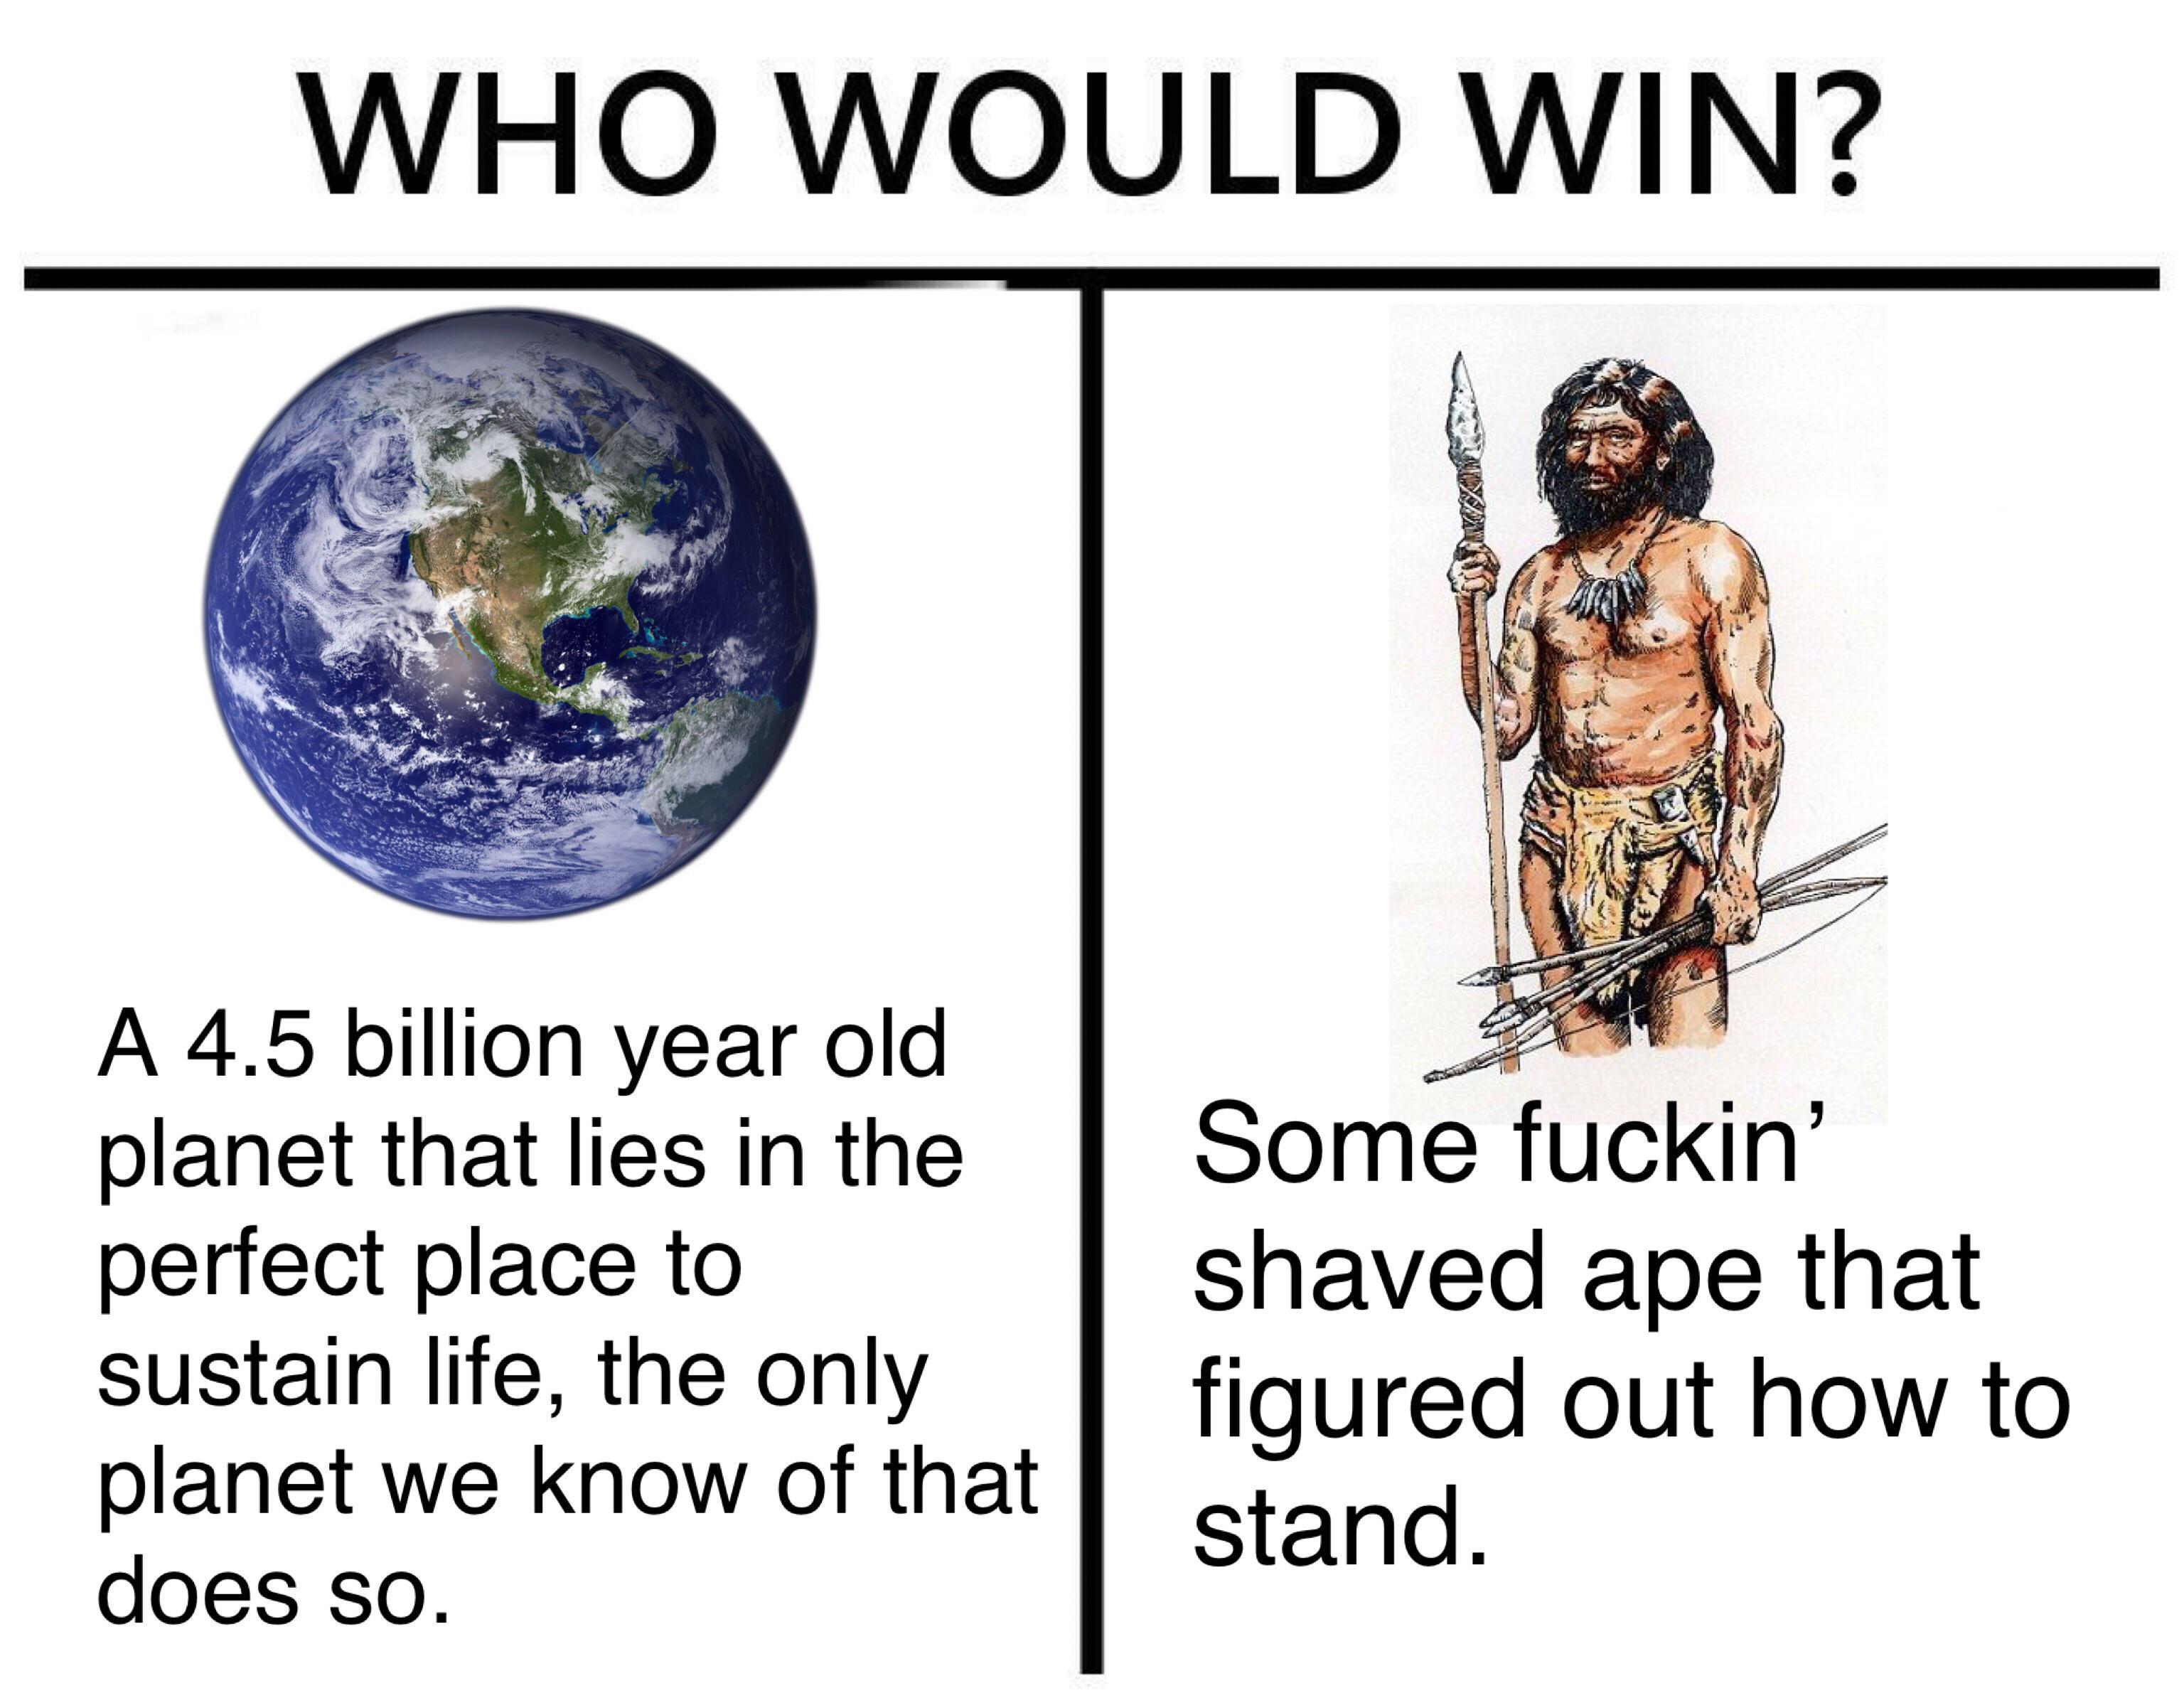 WHO WOULD WIN?
A 4.5 billion year old
planet that lies in the
perfect place to
sustain life, the only
planet we know of that
does so.
Some fuckin’
shaved ape that
figured out how to
stand.